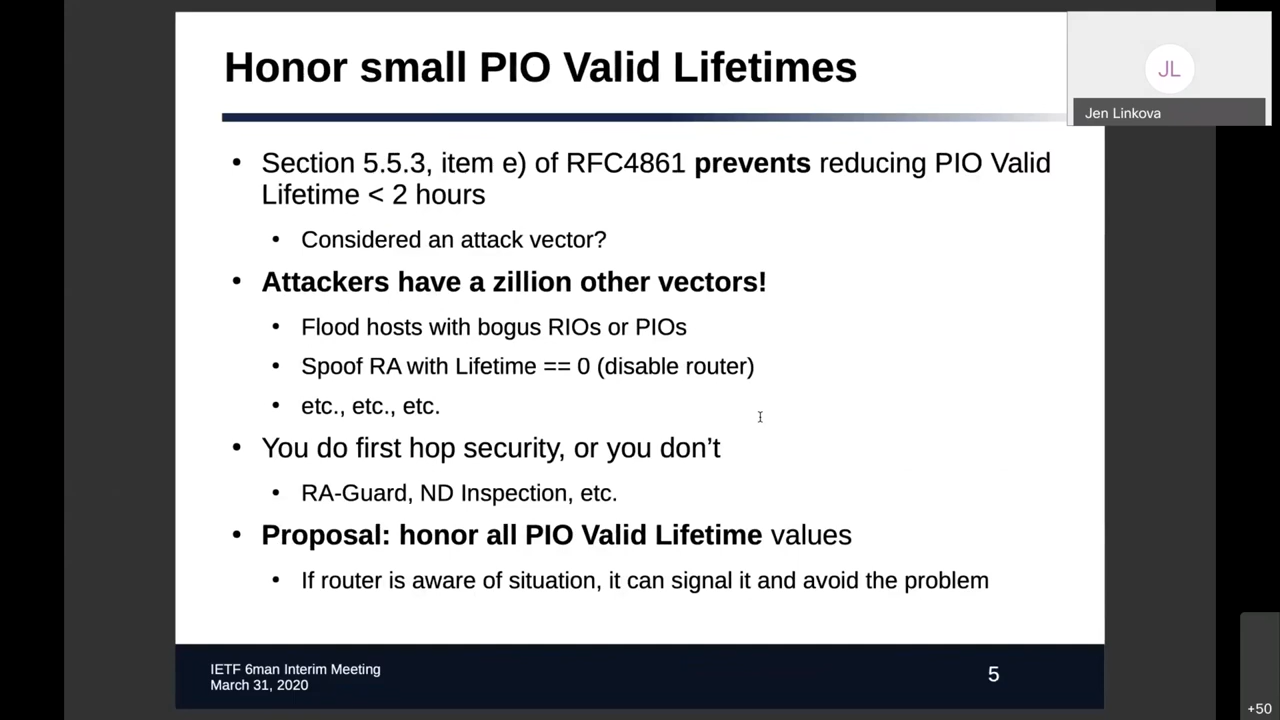 Honor small PIO Valid Lifetimes
JL
Jen Linkova
• Section 5.5.3, item e) of RFC4861 prevents reducing PIO Valid
Lifetime < 2 hours
• Considered an attack vector?
• Attackers have a zillion other vectors!
• Flood hosts with bogus RIOs or PIOs
• Spoof RA with Lifetime == 0 (disable router)
• etc., etc., etc.
• You do first hop security, or you don't
• RA-Guard, ND Inspection, etc.
• Proposal: honor all PIO Valid Lifetime values
• If router is aware of situation, it can signal it and avoid the problem
IETF 6man Interim Meeting
March 31, 2020
5
+50